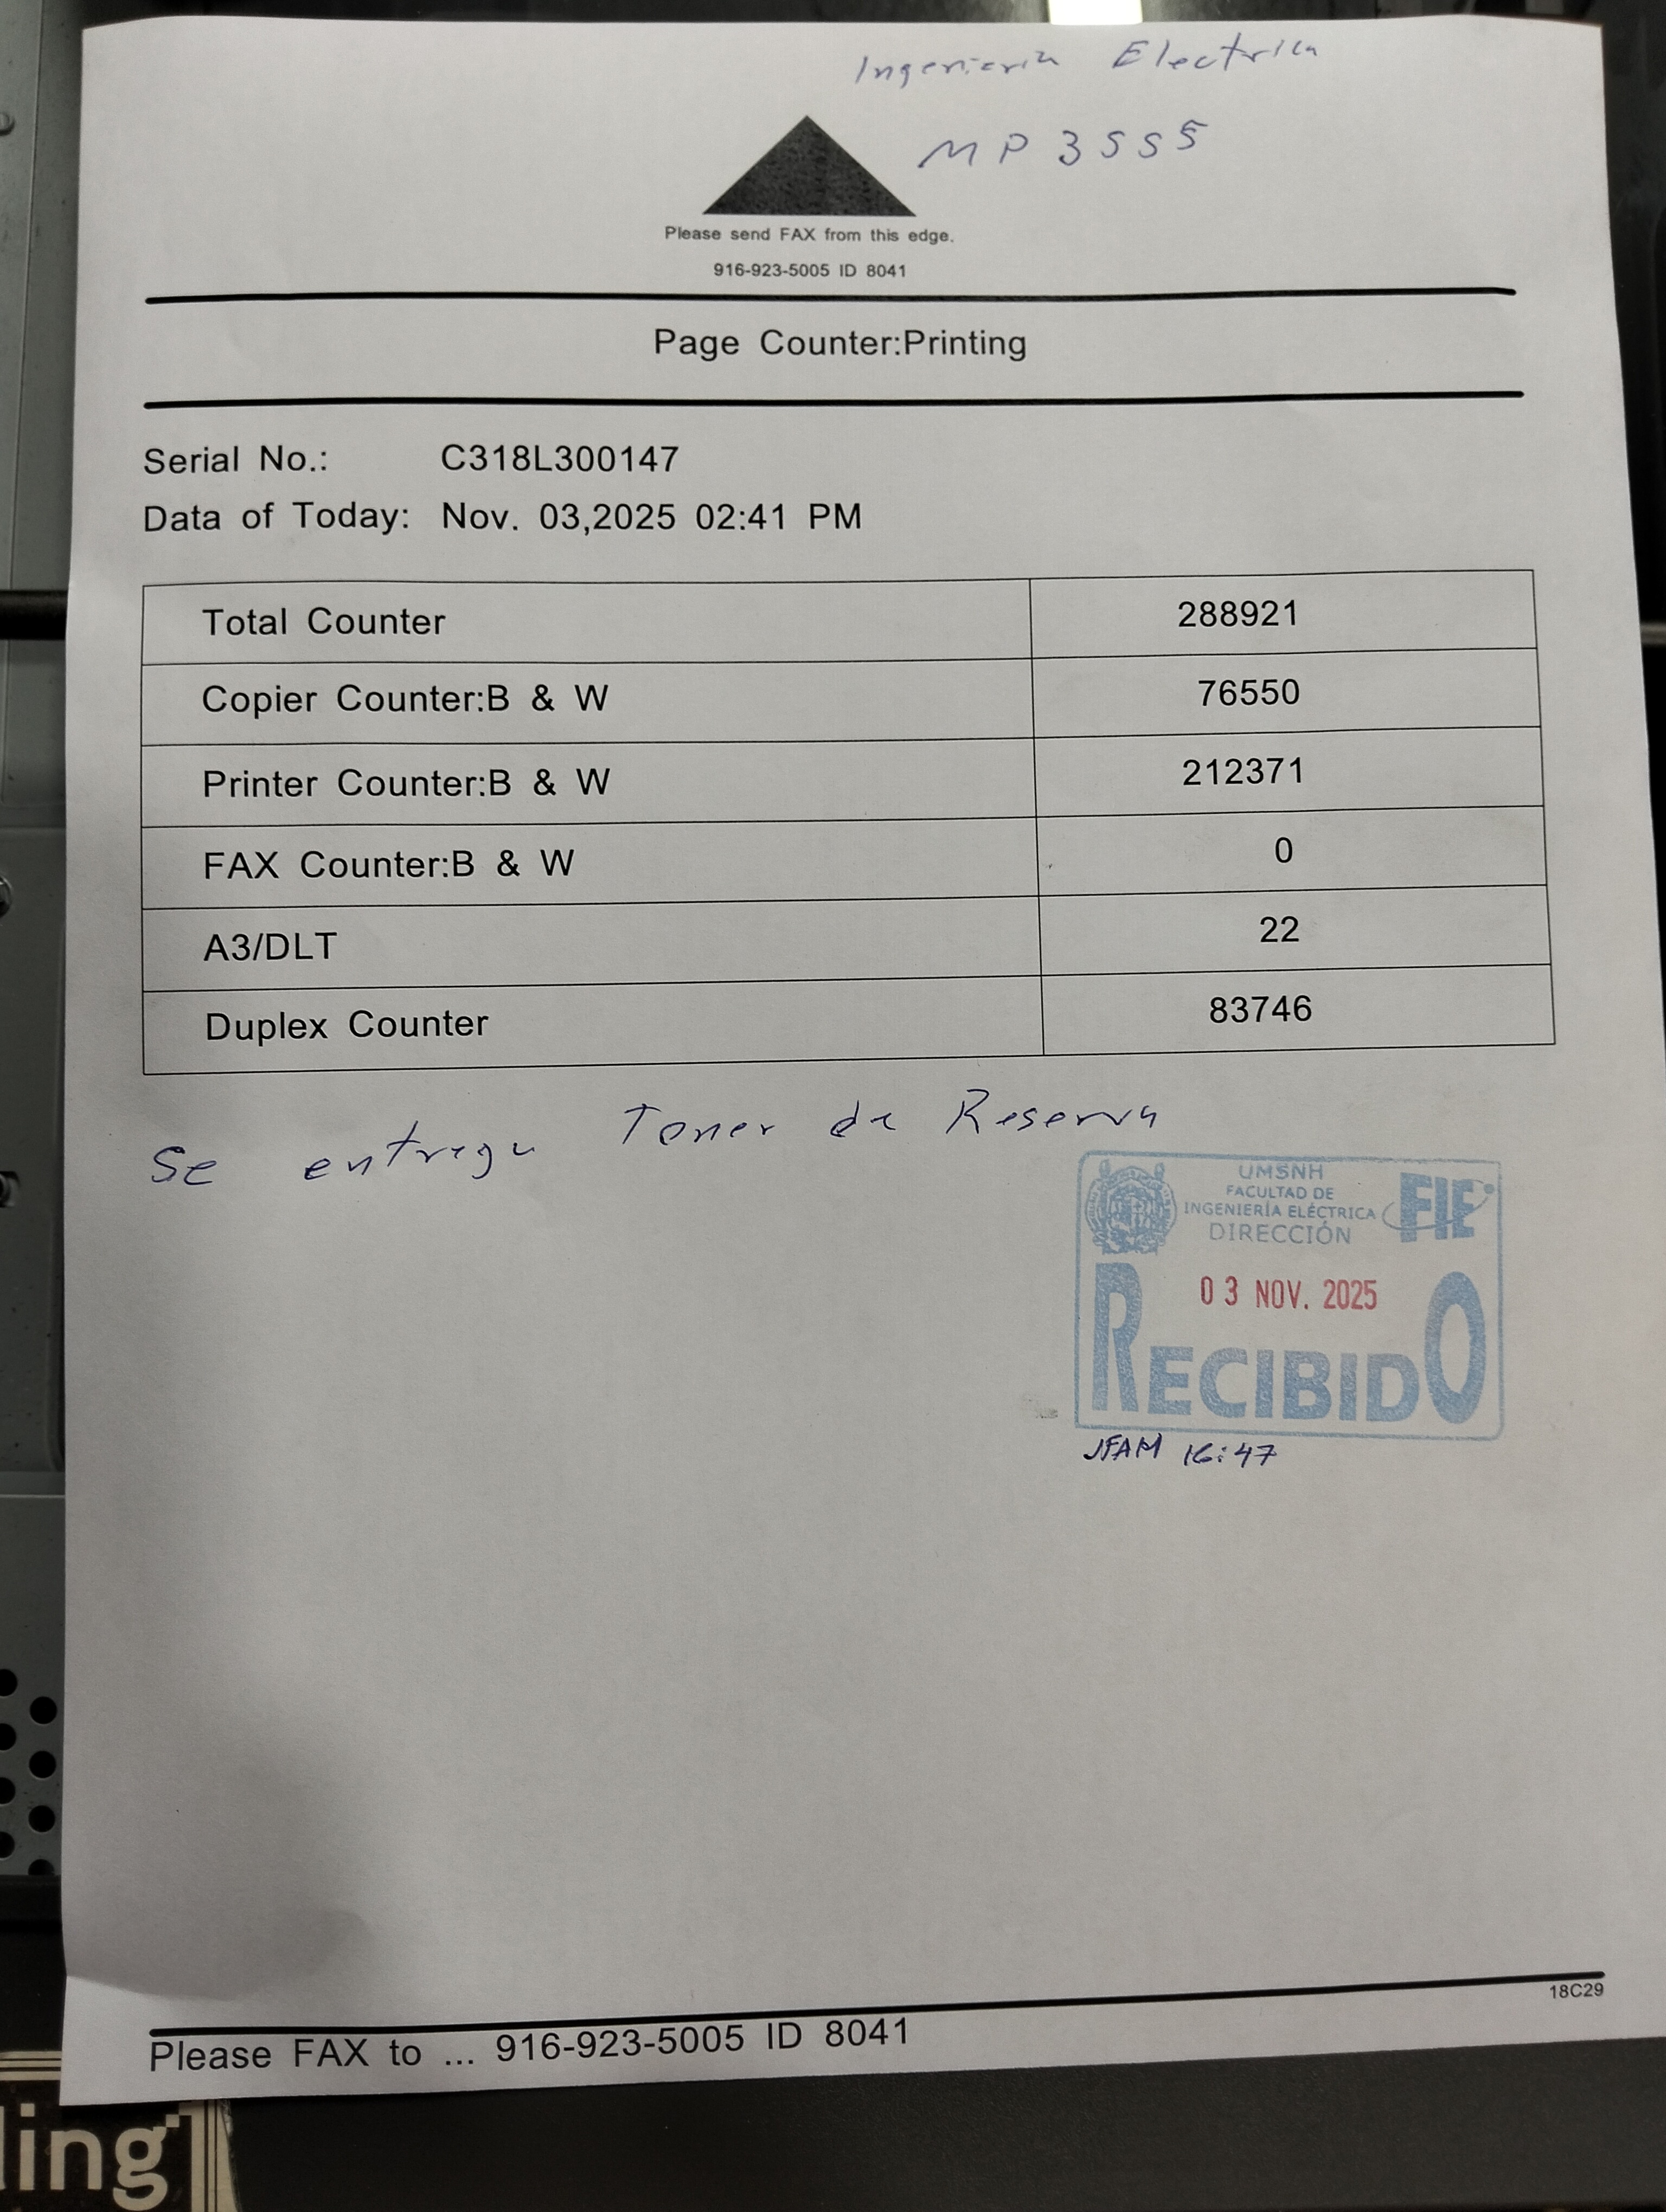 Ingenieria Electrica
MP 3555
Please send FAX from this edge.
916-923-5005 ID 8041
Page Counter:Printing
Serial No.: C318L300147
Data of Today: Nov. 03,2025 02:41 PM
Total Counter 288921
Copier Counter:B & W 76550
Printer Counter:B & W 212371
FAX Counter:B & W 0
A3/DLT 22
Duplex Counter 83746
Se entrega Toner de Reserva
UMSNH
FACULTAD DE
INGENIERÍA ELÉCTRICA
DIRECCIÓN
FIE
03 NOV. 2025
RECIBIDO
JFAM 16:47
18C29
Please FAX to ... 916-923-5005 ID 8041
ling